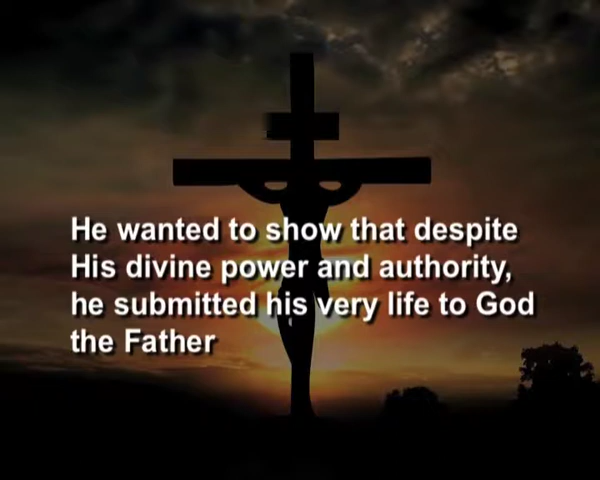 He wanted to show that despite
His divine power and authority,
he submitted his very life to God
the Father